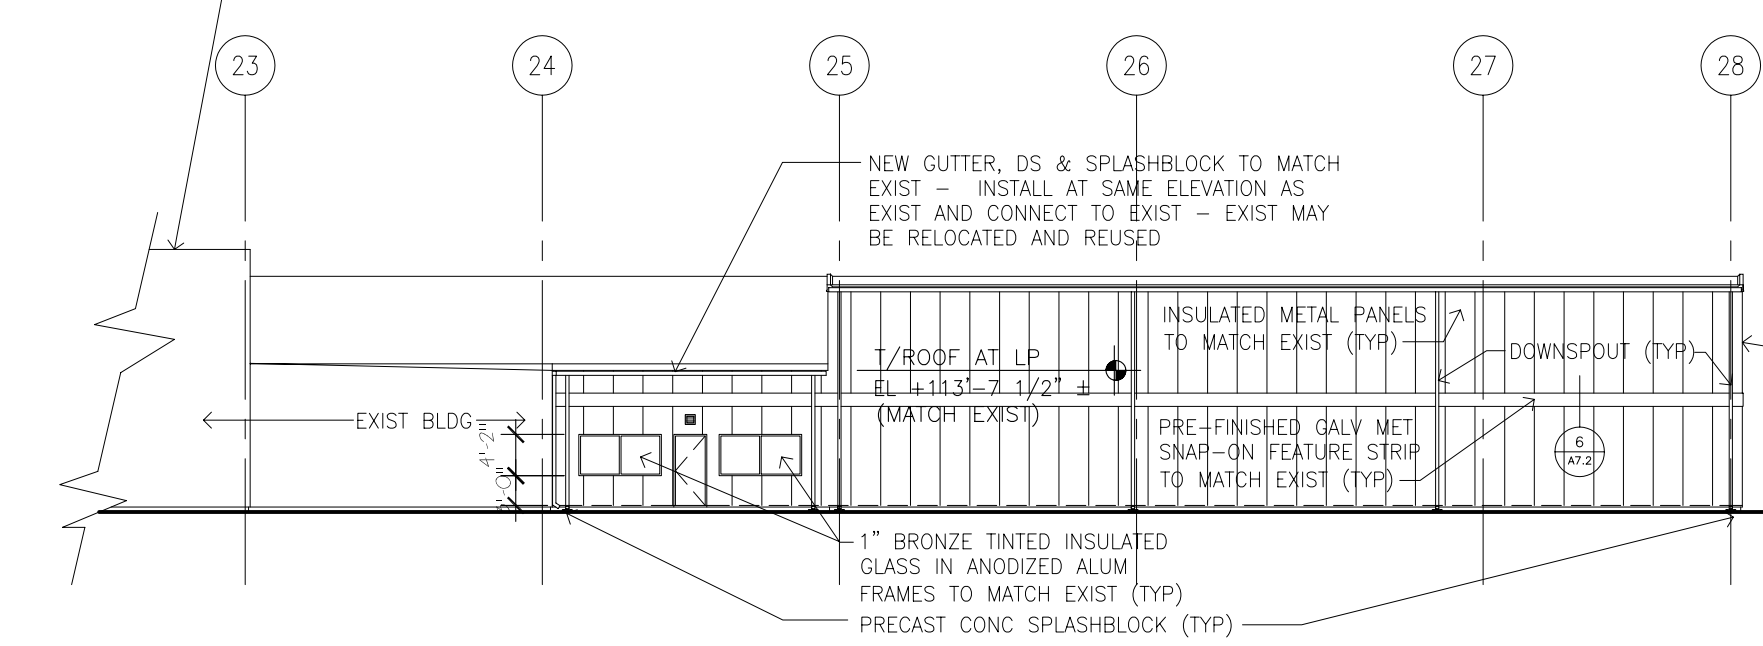 23
24
25
26
27
28
NEW GUTTER, DS & SPLASHBLOCK TO MATCH
EXIST – INSTALL AT SAME ELEVATION AS
EXIST AND CONNECT TO EXIST – EXIST MAY
BE RELOCATED AND REUSED
INSULATED METAL PANELS
TO MATCH EXIST (TYP)
DOWNSPOUT (TYP)
T/ROOF AT LP
EL +113'–7 1/2" ±
(MATCH EXIST)
EXIST BLDG
4'-2"
3'-0"
PRE–FINISHED GALV MET
SNAP–ON FEATURE STRIP
TO MATCH EXIST (TYP)
6
A7.2
1" BRONZE TINTED INSULATED
GLASS IN ANODIZED ALUM
FRAMES TO MATCH EXIST (TYP)
PRECAST CONC SPLASHBLOCK (TYP)